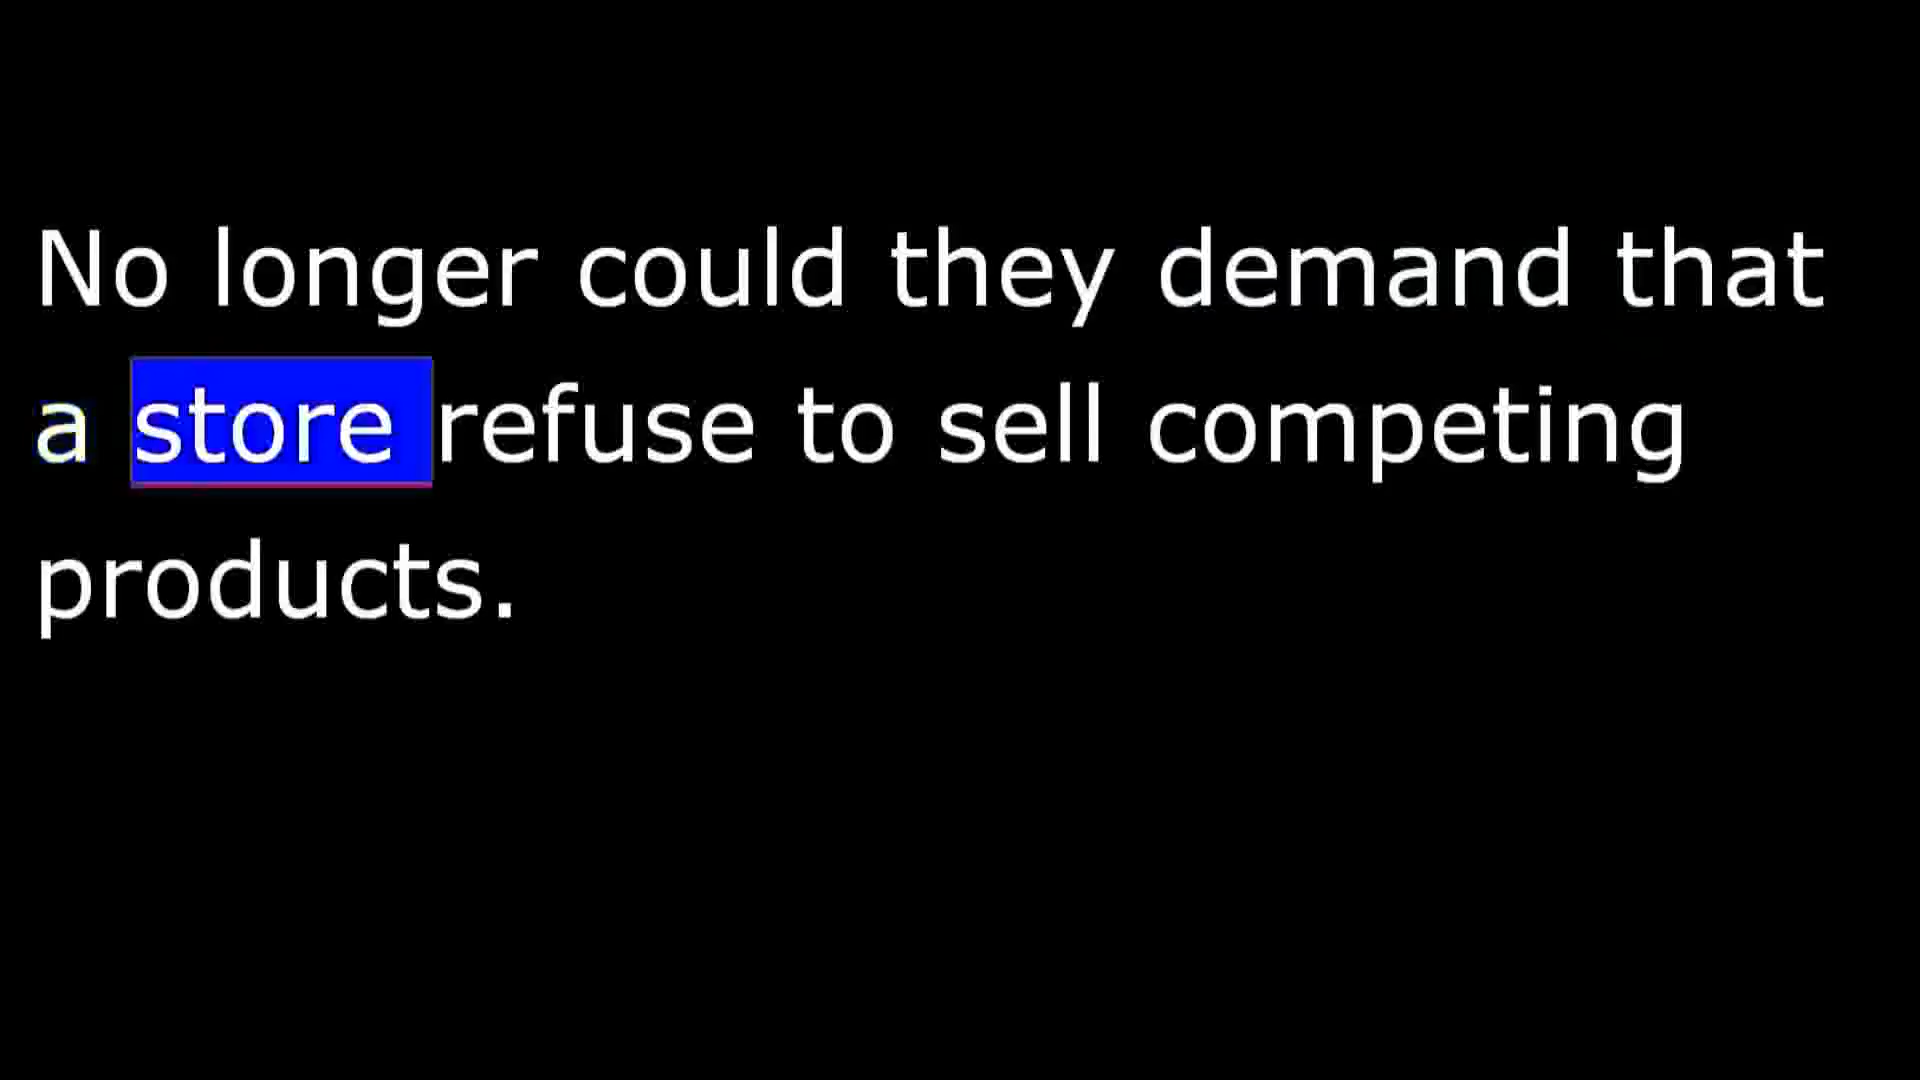 No longer could they demand that
a store refuse to sell competing
products.